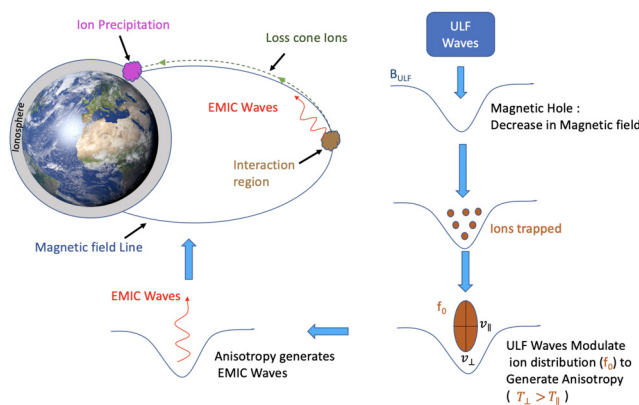 Ion Precipitation
Loss cone Ions
EMIC Waves
Ionosphere
Interaction
region
Magnetic field Line
ULF
Waves
B_ULF
Magnetic Hole :
Decrease in Magnetic field
Ions trapped
f₀
v∥
v⊥
ULF Waves Modulate
ion distribution (f₀) to
Generate Anisotropy
( T⊥ > T∥ )
EMIC Waves
Anisotropy generates
EMIC Waves